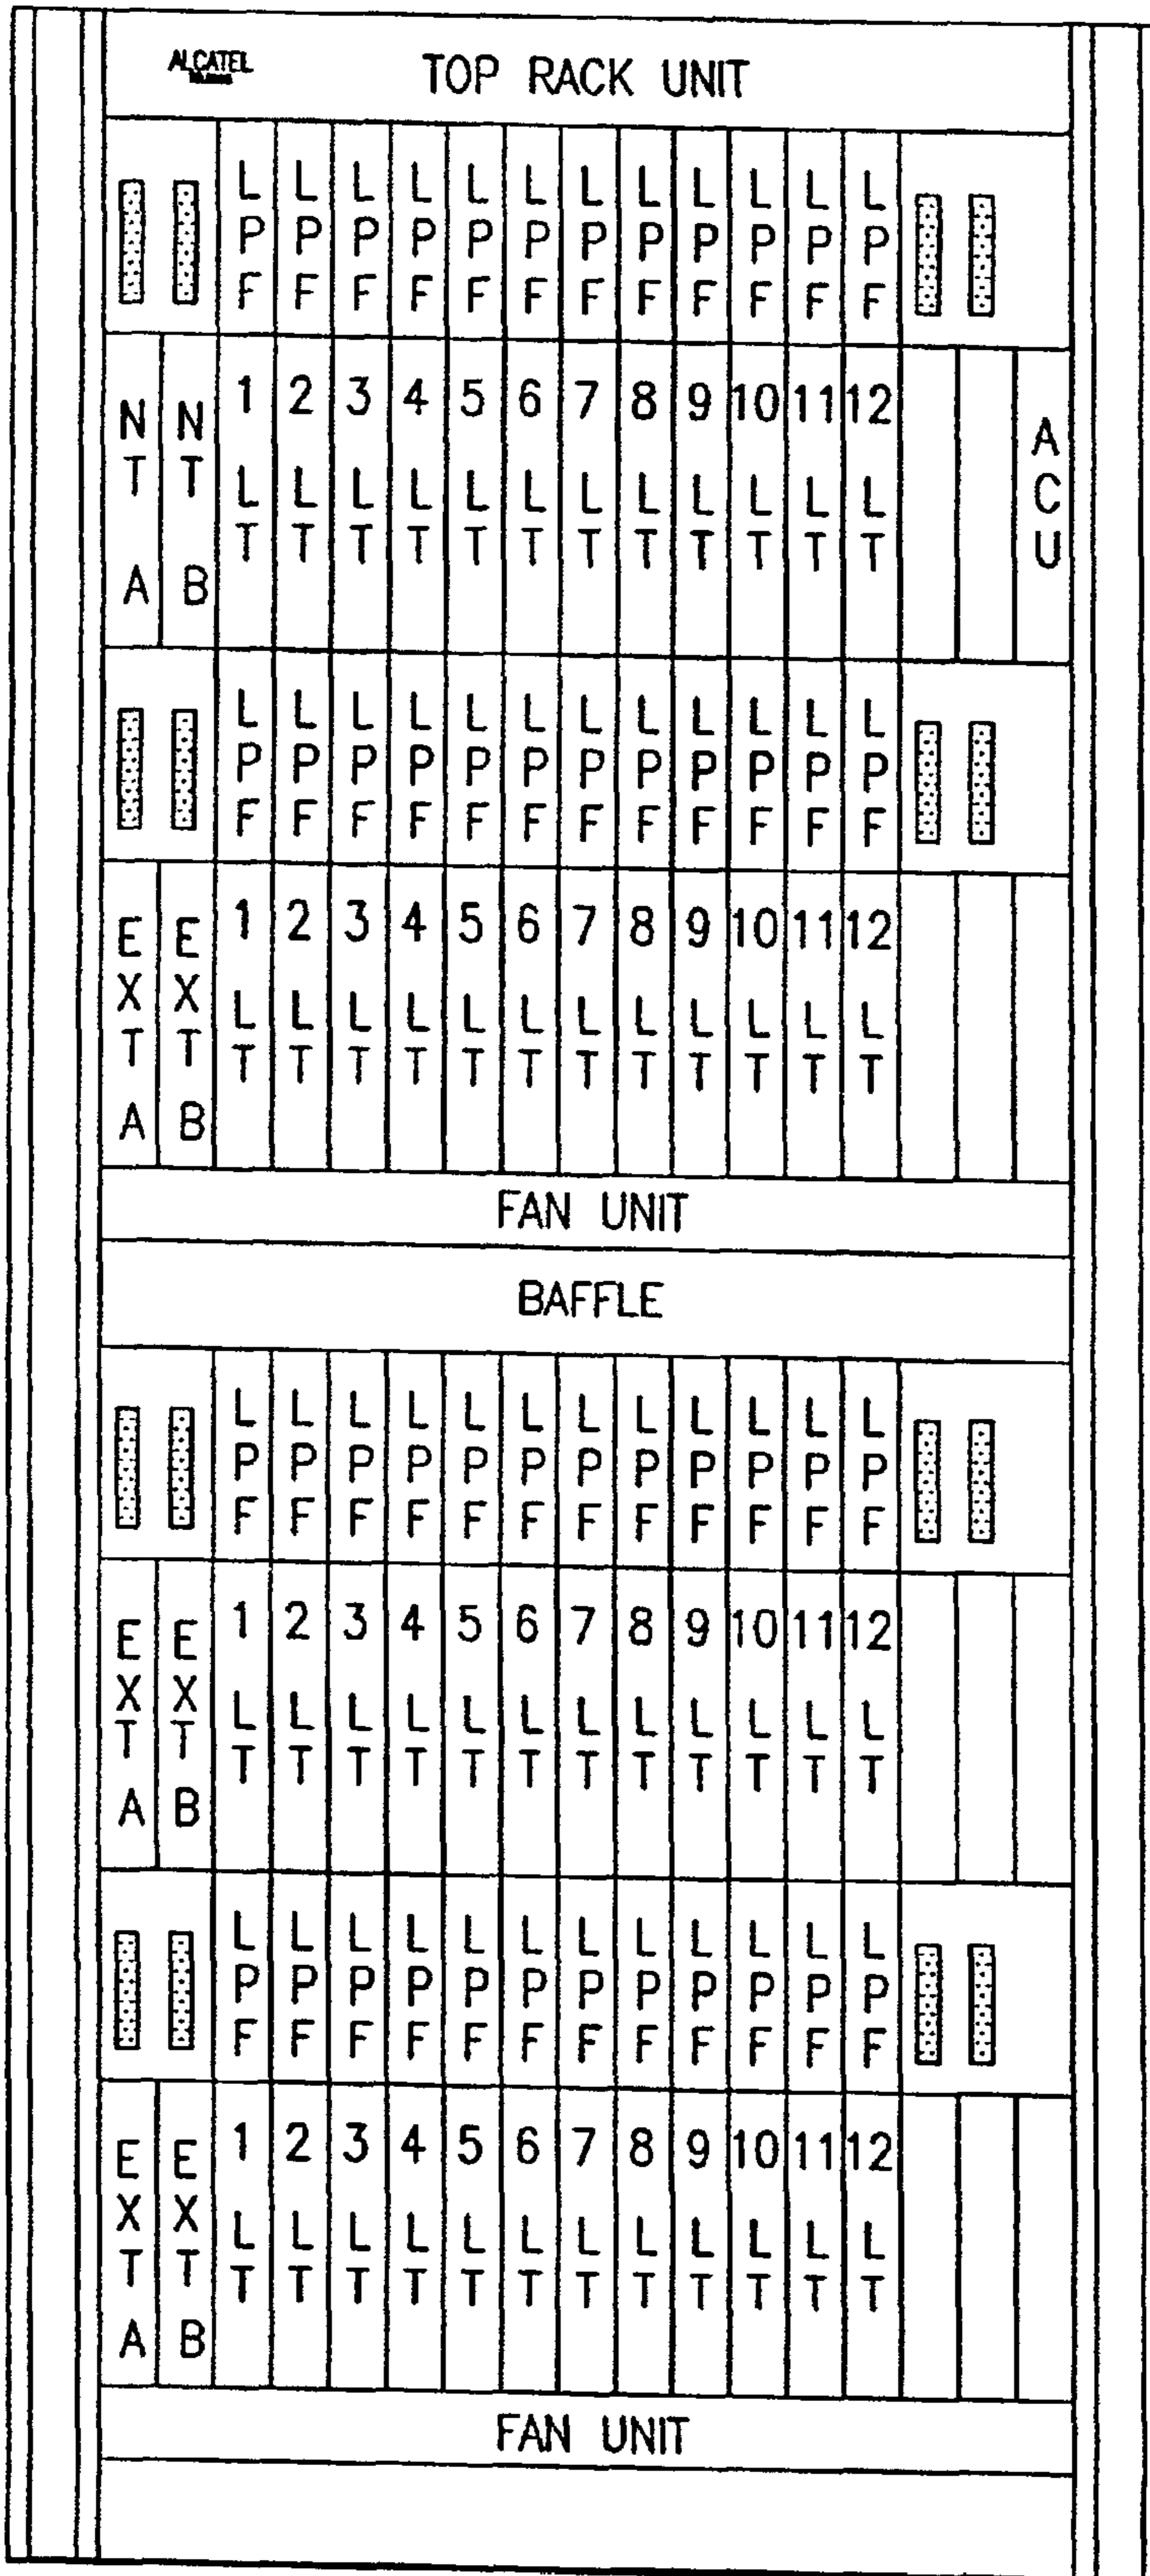 ALCATEL
TOP RACK UNIT
LPF LPF LPF LPF LPF LPF LPF LPF LPF LPF LPF LPF
NT A NT B 1 LT 2 LT 3 LT 4 LT 5 LT 6 LT 7 LT 8 LT 9 LT 10 LT 11 LT 12 LT ACU
LPF LPF LPF LPF LPF LPF LPF LPF LPF LPF LPF LPF
EXT A EXT B 1 LT 2 LT 3 LT 4 LT 5 LT 6 LT 7 LT 8 LT 9 LT 10 LT 11 LT 12 LT
FAN UNIT
BAFFLE
LPF LPF LPF LPF LPF LPF LPF LPF LPF LPF LPF LPF
EXT A EXT B 1 LT 2 LT 3 LT 4 LT 5 LT 6 LT 7 LT 8 LT 9 LT 10 LT 11 LT 12 LT
LPF LPF LPF LPF LPF LPF LPF LPF LPF LPF LPF LPF
EXT A EXT B 1 LT 2 LT 3 LT 4 LT 5 LT 6 LT 7 LT 8 LT 9 LT 10 LT 11 LT 12 LT
FAN UNIT